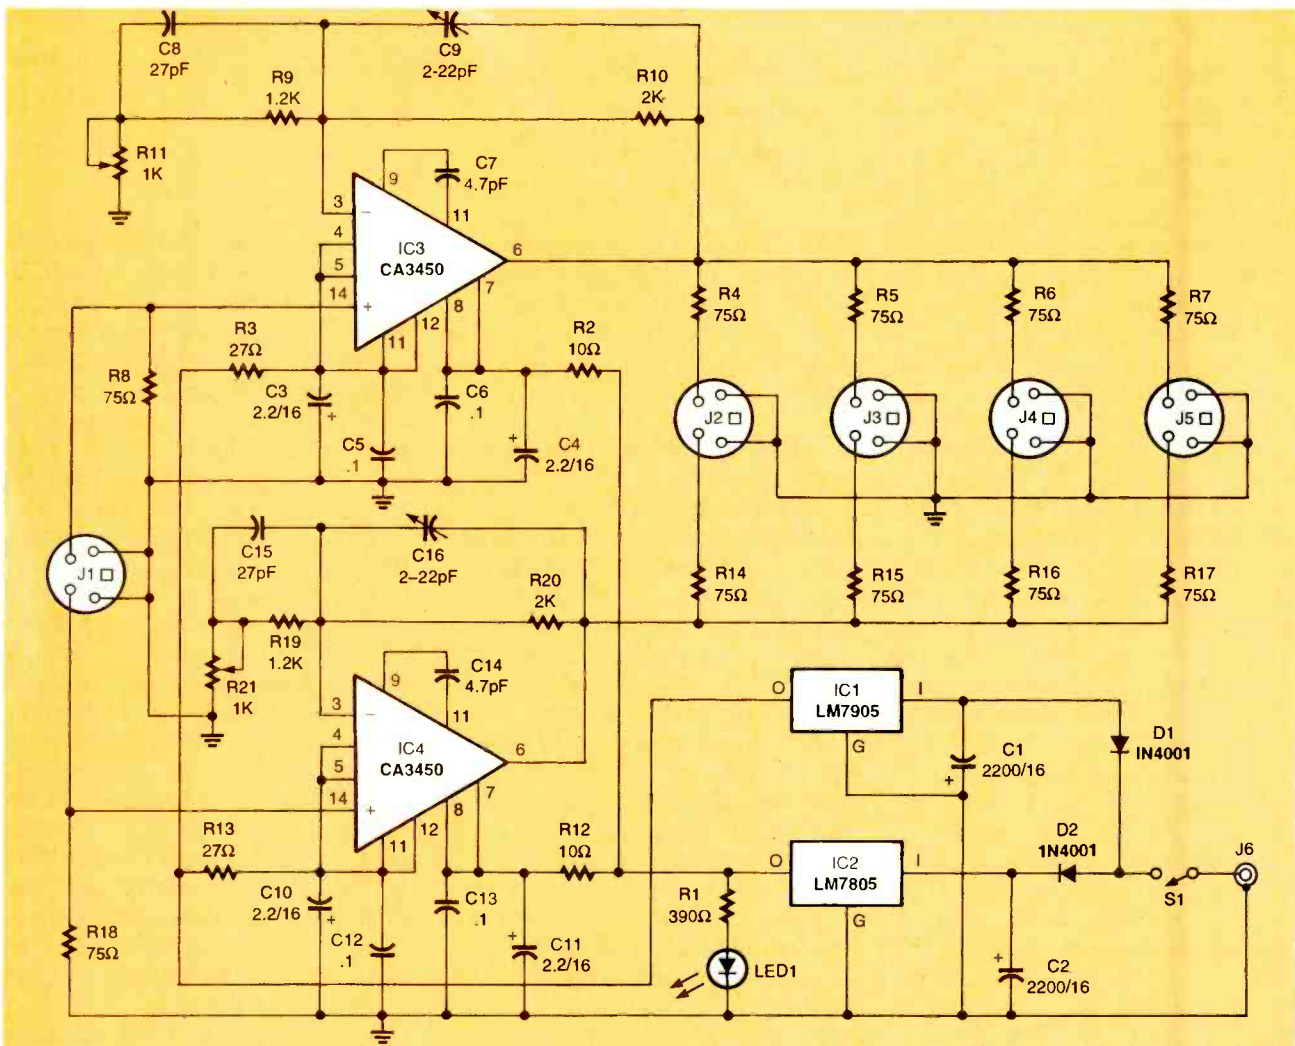 C8
27pF
C9
2-22pF
R9
1.2K
R10
2K
R11
1K
C7
4.7pF
9
11
3
−
4
IC3
CA3450
6
5
14
+
7
8
12
11
R3
27Ω
R2
10Ω
R8
75Ω
C3
2.2/16
+
C6
.1
C5
.1
+
C4
2.2/16
R4
75Ω
R5
75Ω
R6
75Ω
R7
75Ω
J2
J3
J4
J5
J1
C15
27pF
C16
2–22pF
R20
2K
R19
1.2K
R21
1K
C14
4.7pF
9
11
3
−
4
IC4
CA3450
6
5
14
+
7
8
12
11
R14
75Ω
R15
75Ω
R16
75Ω
R17
75Ω
O
IC1
LM7905
I
G
C1
2200/16
+
D1
1N4001
R13
27Ω
R12
10Ω
C10
2.2/16
+
C13
.1
C12
.1
+
C11
2.2/16
R18
75Ω
R1
390Ω
LED1
O
IC2
LM7805
I
G
D2
1N4001
S1
J6
+
C2
2200/16